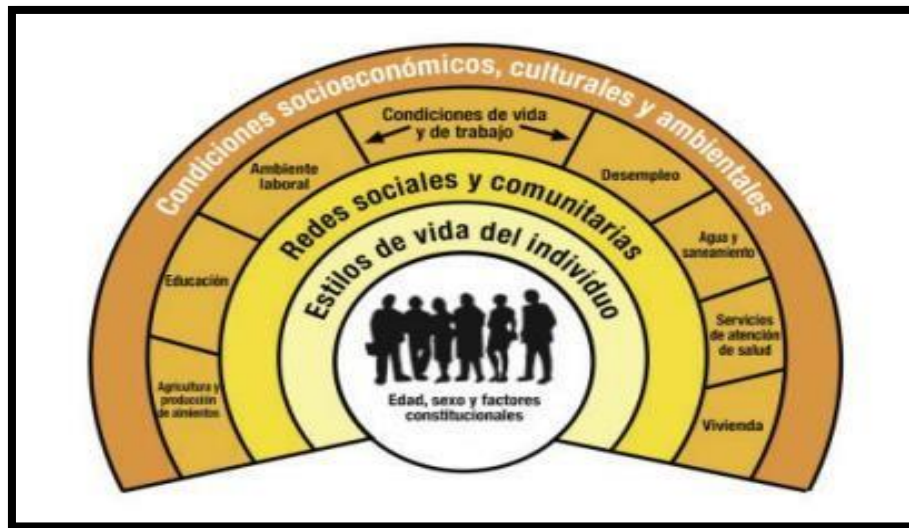 Condiciones socioeconómicos, culturales y ambientales
Condiciones de vida
y de trabajo
Ambiente
laboral
Desempleo
Redes sociales y comunitarias
Educación
Agua y
saneamiento
Estilos de vida del individuo
Servicios
de atención
de salud
Agricultura y
producción
de alimientos
Vivienda
Edad, sexo y factores
constitucionales